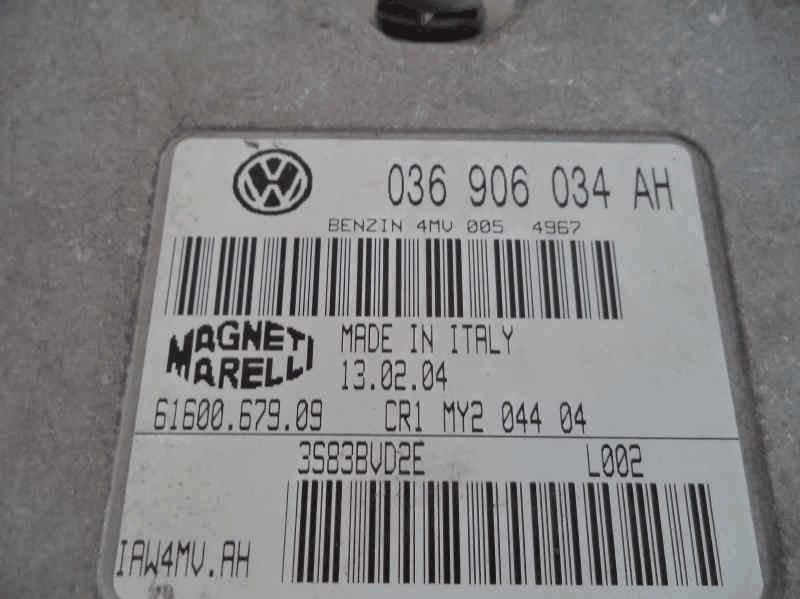 036 906 034 AH
BENZIN 4MV 005 4967
MAGNETI
MARELLI
MADE IN ITALY
13.02.04
61600.679.09 CR1 MY2 044 04
3S83BVD2E L002
IAW4MV.AH